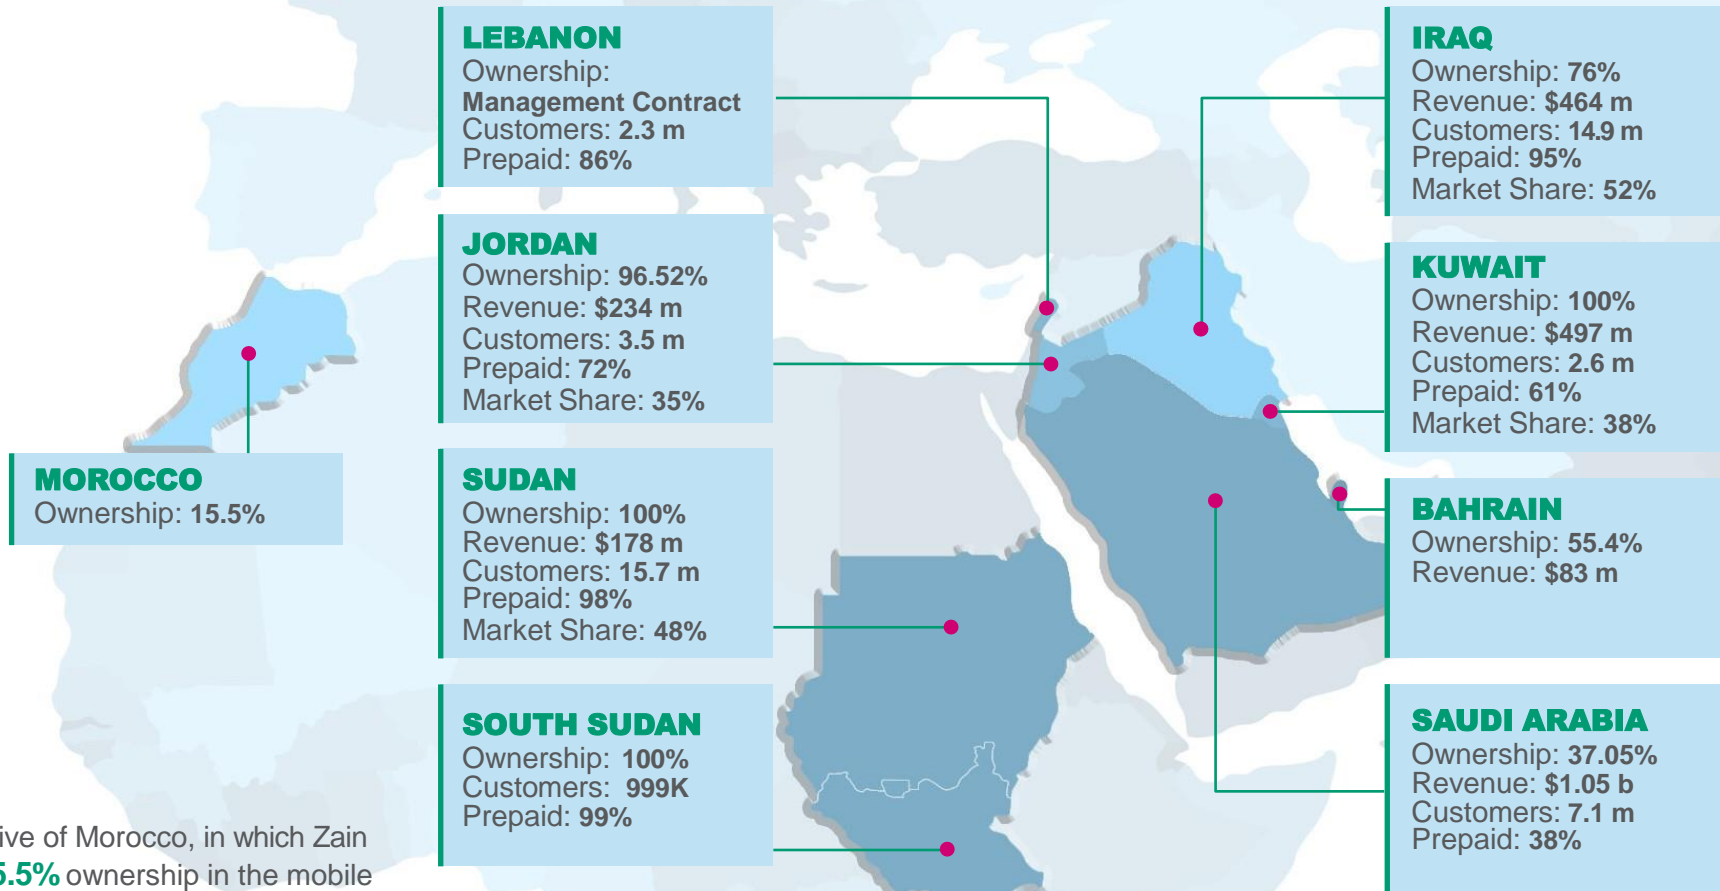 LEBANON
Ownership:
Management Contract
Customers: 2.3 m
Prepaid: 86%
JORDAN
Ownership: 96.52%
Revenue: $234 m
Customers: 3.5 m
Prepaid: 72%
Market Share: 35%
MOROCCO
Ownership: 15.5%
SUDAN
Ownership: 100%
Revenue: $178 m
Customers: 15.7 m
Prepaid: 98%
Market Share: 48%
SOUTH SUDAN
Ownership: 100%
Customers: 999K
Prepaid: 99%
IRAQ
Ownership: 76%
Revenue: $464 m
Customers: 14.9 m
Prepaid: 95%
Market Share: 52%
KUWAIT
Ownership: 100%
Revenue: $497 m
Customers: 2.6 m
Prepaid: 61%
Market Share: 38%
BAHRAIN
Ownership: 55.4%
Revenue: $83 m
SAUDI ARABIA
Ownership: 37.05%
Revenue: $1.05 b
Customers: 7.1 m
Prepaid: 38%
of Morocco, in which Zain
ownership in the mobile